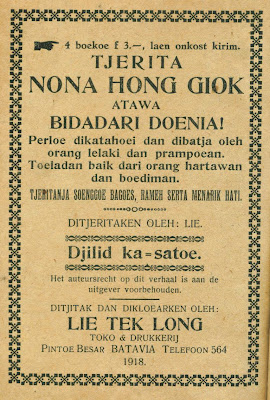 4 boekoe f 3.—, laen onkost kirim.
TJERITA
NONA HONG GIOK
ATAWA
BIDADARI DOENIA!
Perloe dikatahoei dan dibatja oleh
orang lelaki dan prampoean.
Toeladan baik dari orang hartawan
dan boediman.
TJERITANJA SOENGGOE BAGOES, RAMEH SERTA MENARIK HATI.
DITJERITAKEN OLEH: LIE.
Djilid ka=satoe.
Het auteursrecht op dit verhaal is aan de
uitgever voorbehouden.
DITJITAK DAN DIKLOEARKEN OLEH:
LIE TEK LONG
TOKO & DRUKKERIJ
PINTOE BESAR BATAVIA TELEFOON 564
1918.